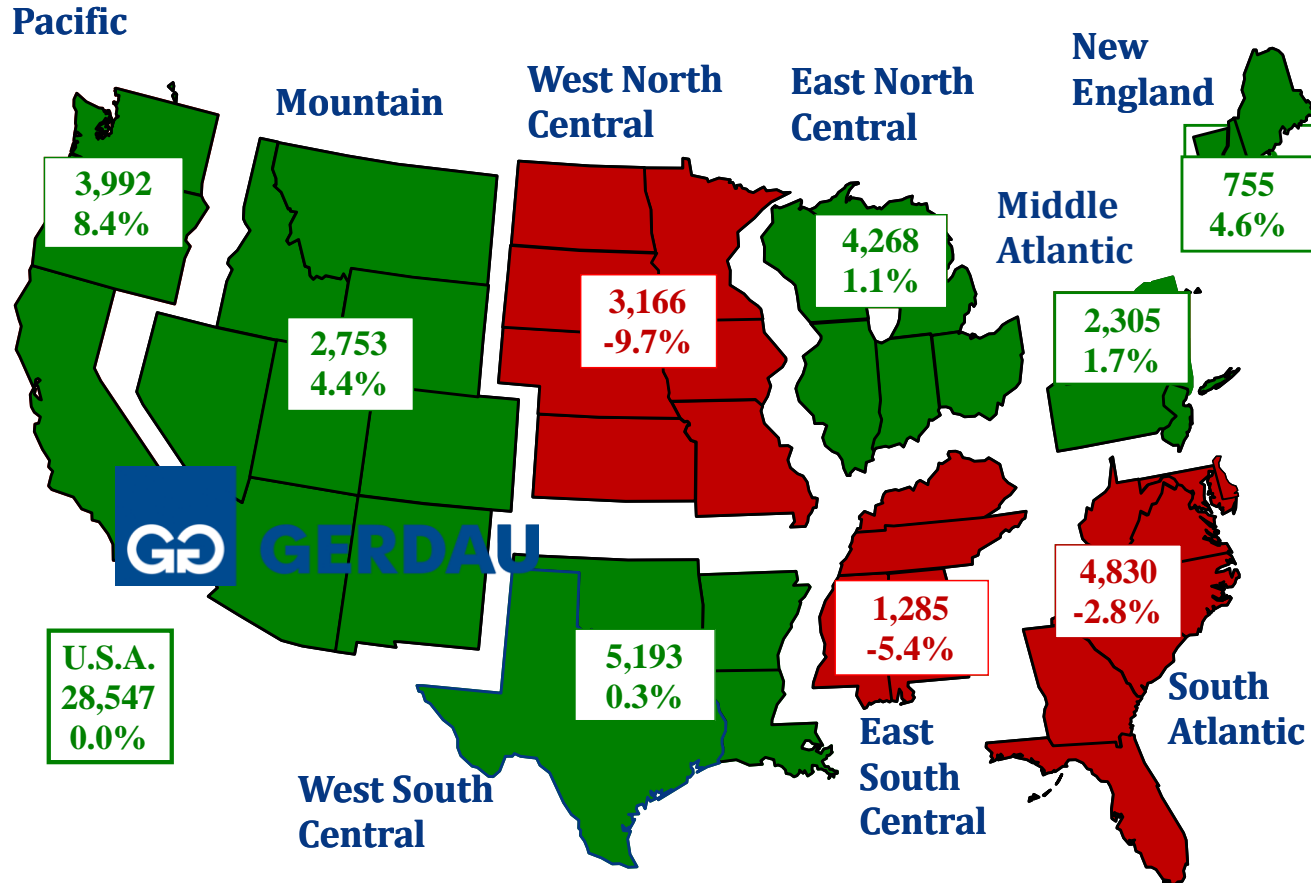 Pacific
3,992
8.4%
Mountain
2,753
4.4%
West North
Central
3,166
-9.7%
East North
Central
4,268
1.1%
New
England
755
4.6%
Middle
Atlantic
2,305
1.7%
GERDAU
U.S.A.
28,547
0.0%
5,193
0.3%
West South
Central
1,285
-5.4%
East
South
Central
4,830
-2.8%
South
Atlantic